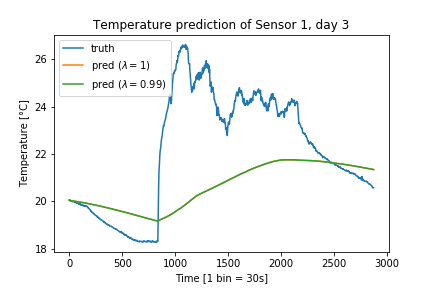 Temperature prediction of Sensor 1, day 3
truth
pred (λ = 1)
pred (λ = 0.99)
Temperature [°C]
26
24
22
20
18
0 500 1000 1500 2000 2500 3000
Time [1 bin = 30s]